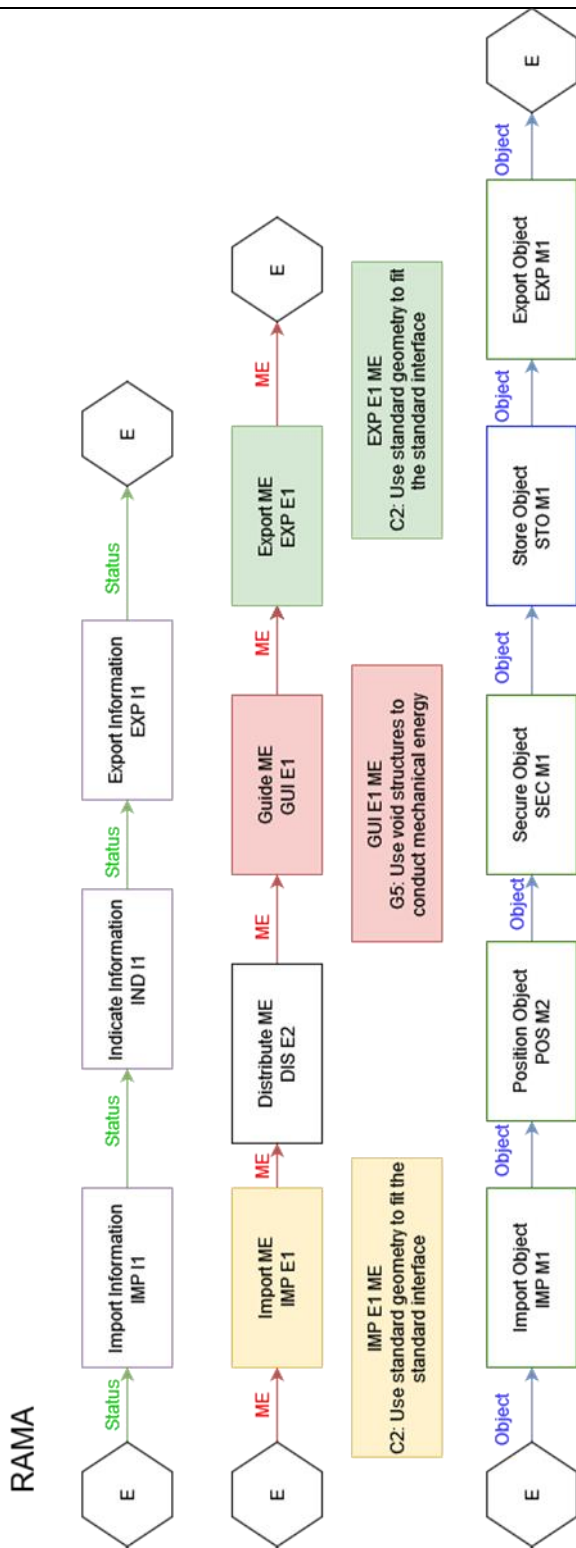 RAMA
E
Status
Import Information
IMP I1
Status
Indicate Information
IND I1
Status
Export Information
EXP I1
Status
E
E
ME
Import ME
IMP E1
ME
Distribute ME
DIS E2
ME
Guide ME
GUI E1
ME
Export ME
EXP E1
ME
E
IMP E1 ME
C2: Use standard geometry to fit the
standard interface
GUI E1 ME
G5: Use void structures to
conduct mechanical energy
EXP E1 ME
C2: Use standard geometry to fit
the standard interface
E
Object
Import Object
IMP M1
Object
Position Object
POS M2
Object
Secure Object
SEC M1
Object
Store Object
STO M1
Object
Export Object
EXP M1
Object
E